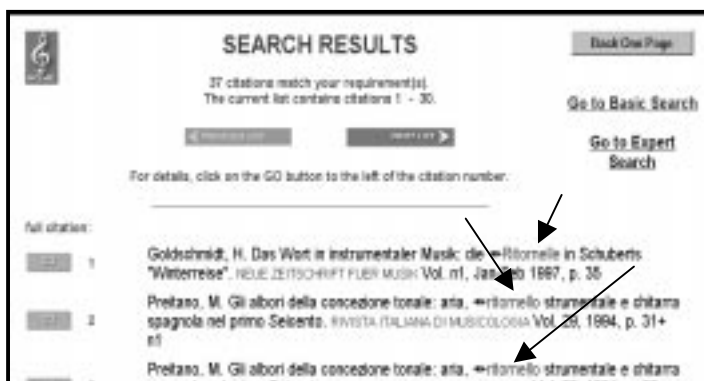 SEARCH RESULTS
Back One Page
37 citations match your requirement(s).
The current list contains citations 1 - 30.
Go to Basic Search
NEXT LIST
Go to Expert
Search
For details, click on the GO button to the left of the citation number.
full citation:
1 Goldschmidt, H. Das Wort in instrumentaler Musik: die Ritornelle in Schuberts
"Winterreise". NEUE ZEITSCHRIFT FUER MUSIK Vol. n1, Jan-Feb 1997, p. 35
Preitano, M. Gli albori della concezione tonale: aria, ritornello strumentale e chitarra
2 spagnola nel primo Seicento. RIVISTA ITALIANA DI MUSICOLOGIA Vol. 29, 1994, p. 31+
n1
Preitano, M. Gli albori della concezione tonale: aria, ritornello strumentale e chitarra